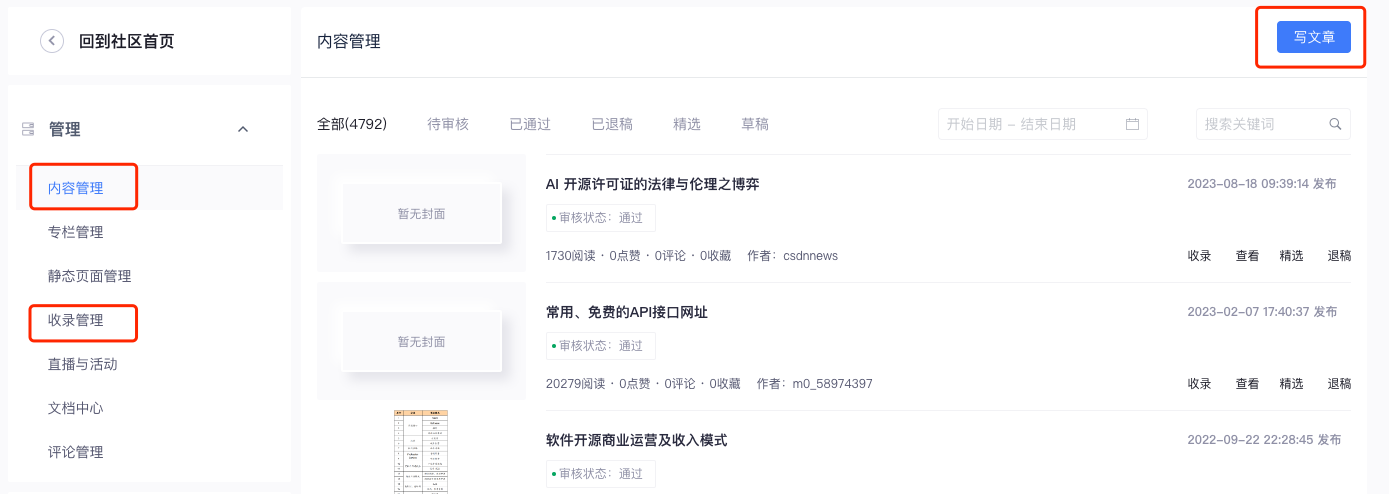 回到社区首页
管理
内容管理
专栏管理
静态页面管理
收录管理
直播与活动
文档中心
评论管理
内容管理
写文章
全部(4792) 待审核 已通过 已退稿 精选 草稿 开始日期 – 结束日期 搜索关键词
暂无封面
AI 开源许可证的法律与伦理之博弈 2023-08-18 09:39:14 发布
审核状态：通过
1730阅读 · 0点赞 · 0评论 · 0收藏 作者：csdnnews 收录 查看 精选 退稿
暂无封面
常用、免费的API接口网址 2023-02-07 17:40:37 发布
审核状态：通过
20279阅读 · 0点赞 · 0评论 · 0收藏 作者：m0_58974397 收录 查看 精选 退稿
软件开源商业运营及收入模式 2022-09-22 22:28:45 发布
审核状态：通过